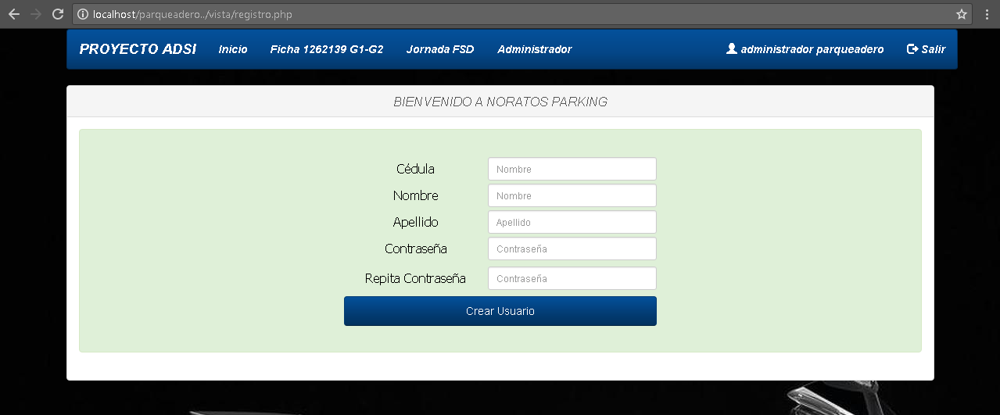 localhost/parqueadero../vista/registro.php
PROYECTO ADSI Inicio Ficha 1262139 G1-G2 Jornada FSD Administrador administrador parqueadero Salir
BIENVENIDO A NORATOS PARKING
Cédula Nombre
Nombre Nombre
Apellido Apellido
Contraseña Contraseña
Repita Contraseña Contraseña
Crear Usuario